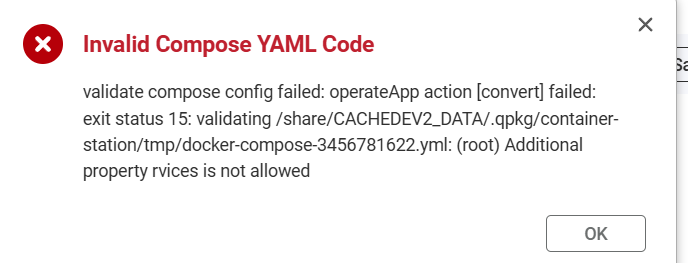 Invalid Compose YAML Code
validate compose config failed: operateApp action [convert] failed:
exit status 15: validating /share/CACHEDEV2_DATA/.qpkg/container-
station/tmp/docker-compose-3456781622.yml: (root) Additional
property rvices is not allowed
OK